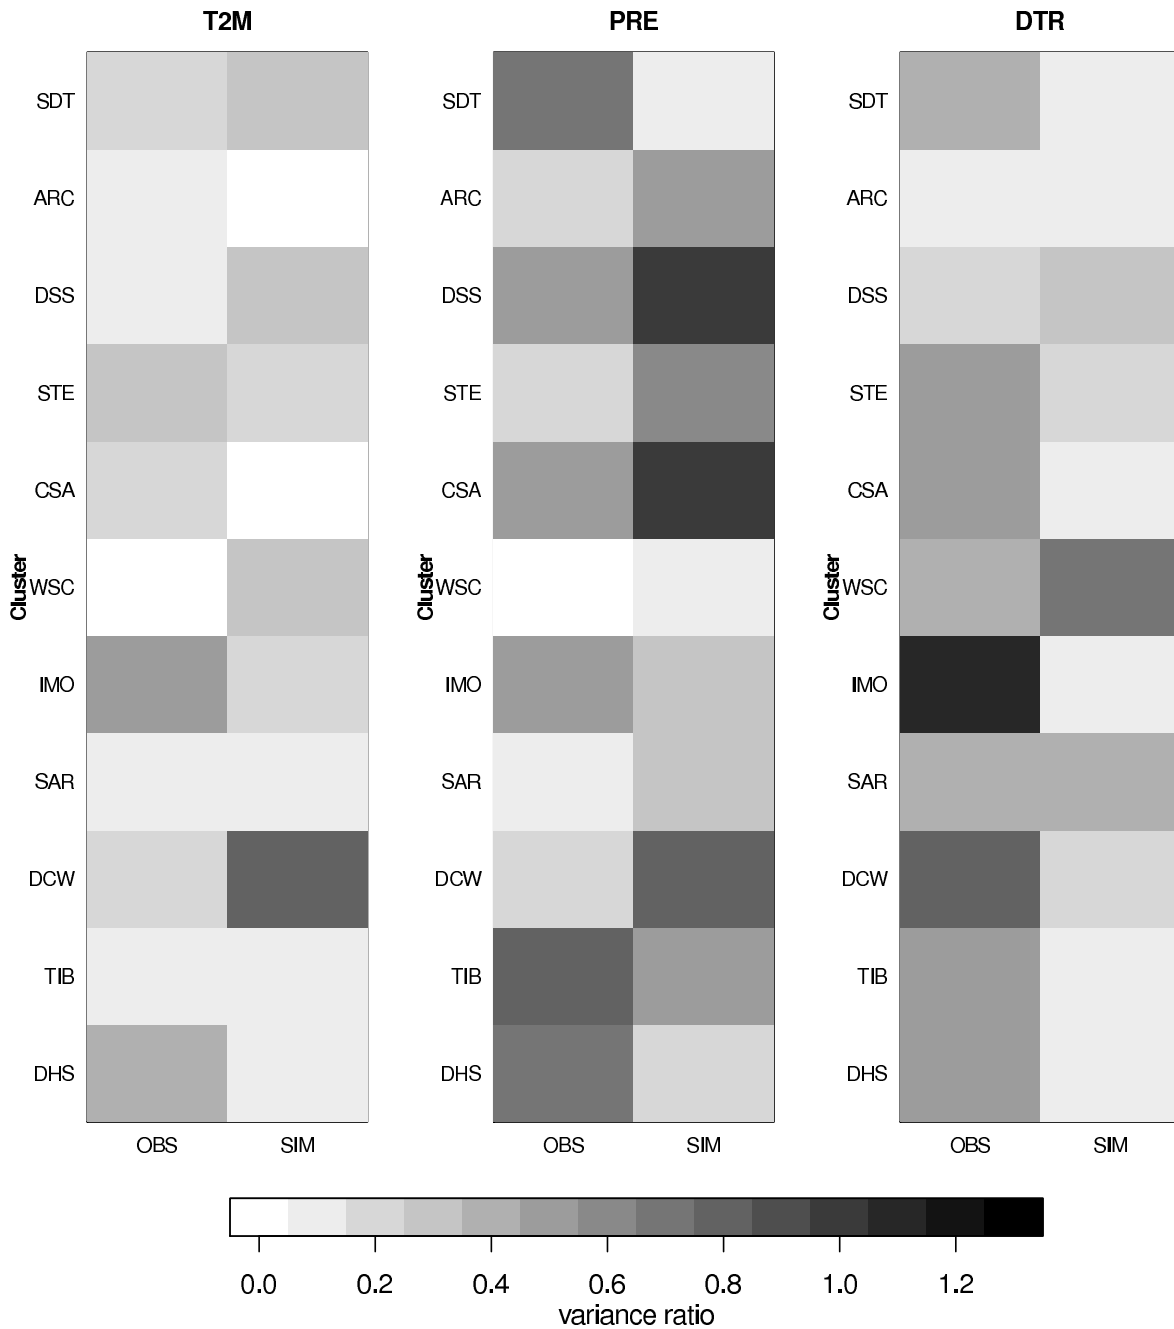 T2M PRE DTR
SDT SDT SDT
ARC ARC ARC
DSS DSS DSS
STE STE STE
CSA CSA CSA
Cluster Cluster Cluster
WSC WSC WSC
IMO IMO IMO
SAR SAR SAR
DCW DCW DCW
TIB TIB TIB
DHS DHS DHS
OBS SIM OBS SIM OBS SIM
0.0 0.2 0.4 0.6 0.8 1.0 1.2
variance ratio